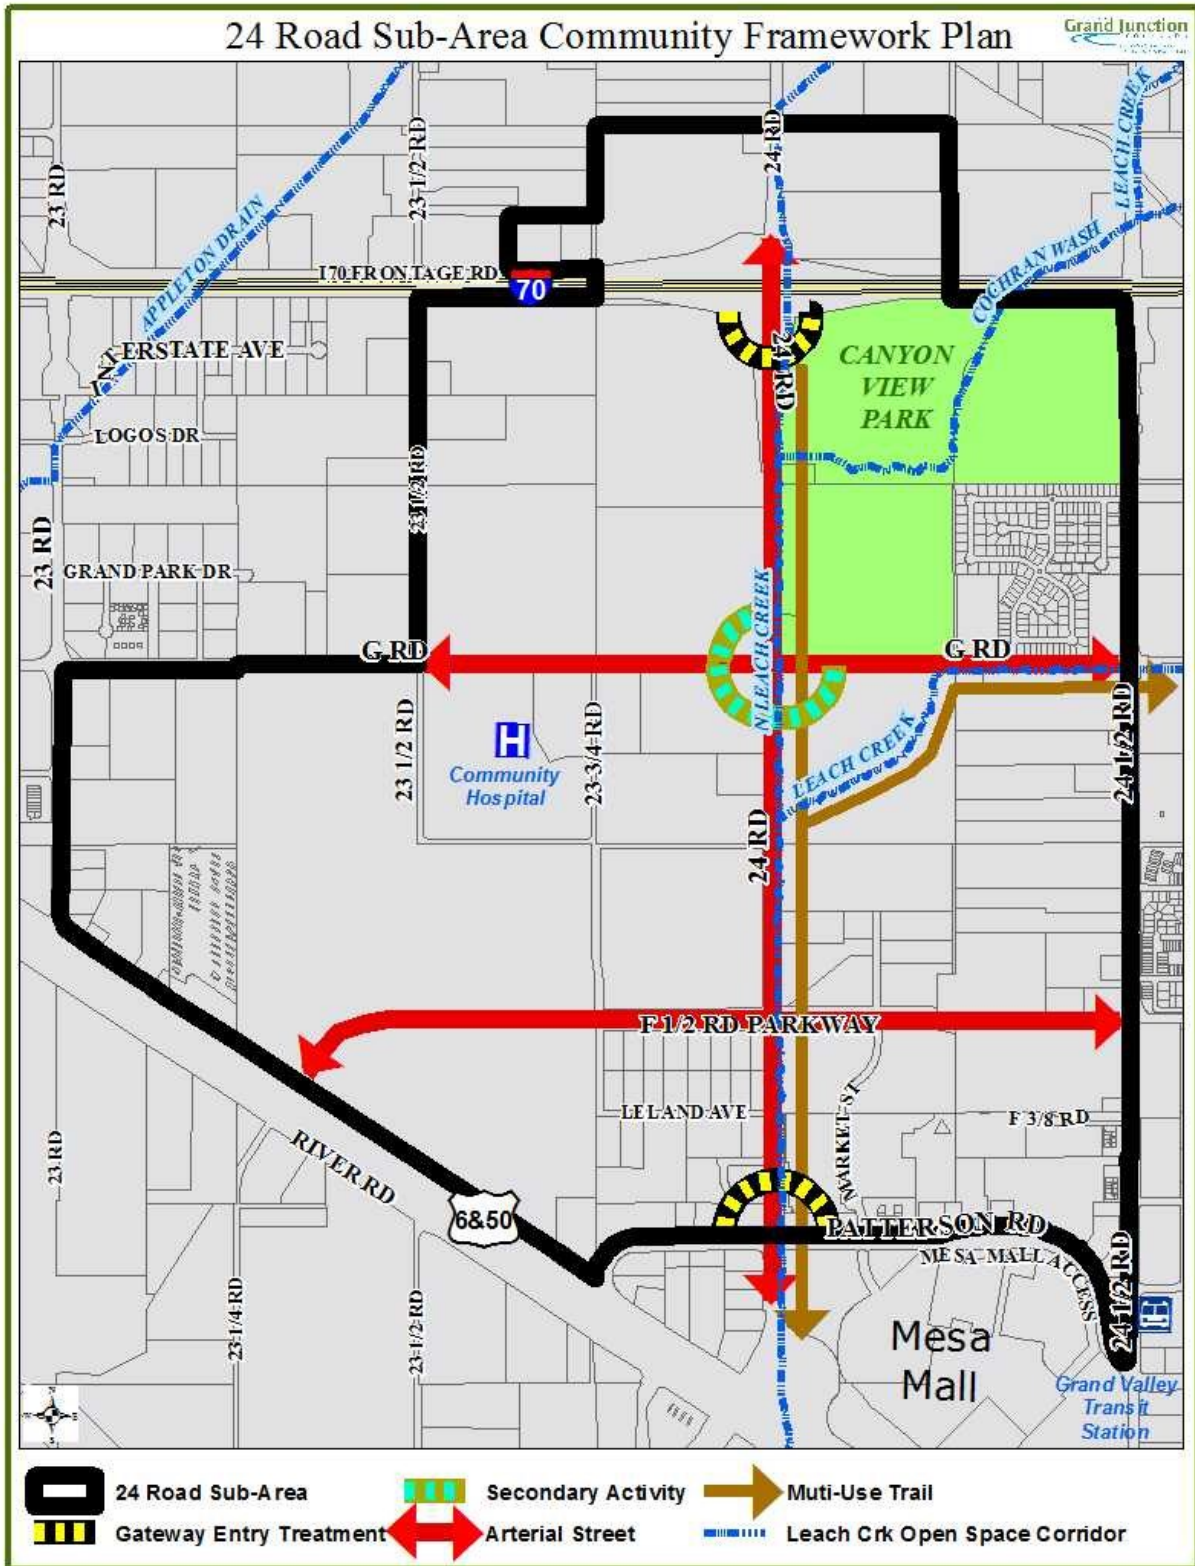 24 Road Sub-Area Community Framework Plan
Grand Junction
23 RD
23-1/2 RD
24 RD
LEACH CREEK
APPLETON DRAIN
COCHRAN WASH
I70 FRONTAGE RD
70
INTERSTATE AVE
24 RD
CANYON
VIEW
PARK
LOGOS DR
23-1/2 RD
23 RD
GRAND PARK DR
N LEACH CREEK
G RD
G RD
23 1/2 RD
H
Community
Hospital
23-3/4 RD
24-1/2 RD
LEACH CREEK
24 RD
F 1/2 RD PARKWAY
LELAND AVE
MARKET ST
F 3/8 RD
23 RD
RIVER RD
6&50
PATTERSON RD
MESA MALL ACCESS
24-1/2 RD
23-1/4 RD
23-1/2 RD
Mesa
Mall
Grand Valley
Transit
Station
24 Road Sub-Area
Secondary Activity
Muti-Use Trail
Gateway Entry Treatment
Arterial Street
Leach Crk Open Space Corridor